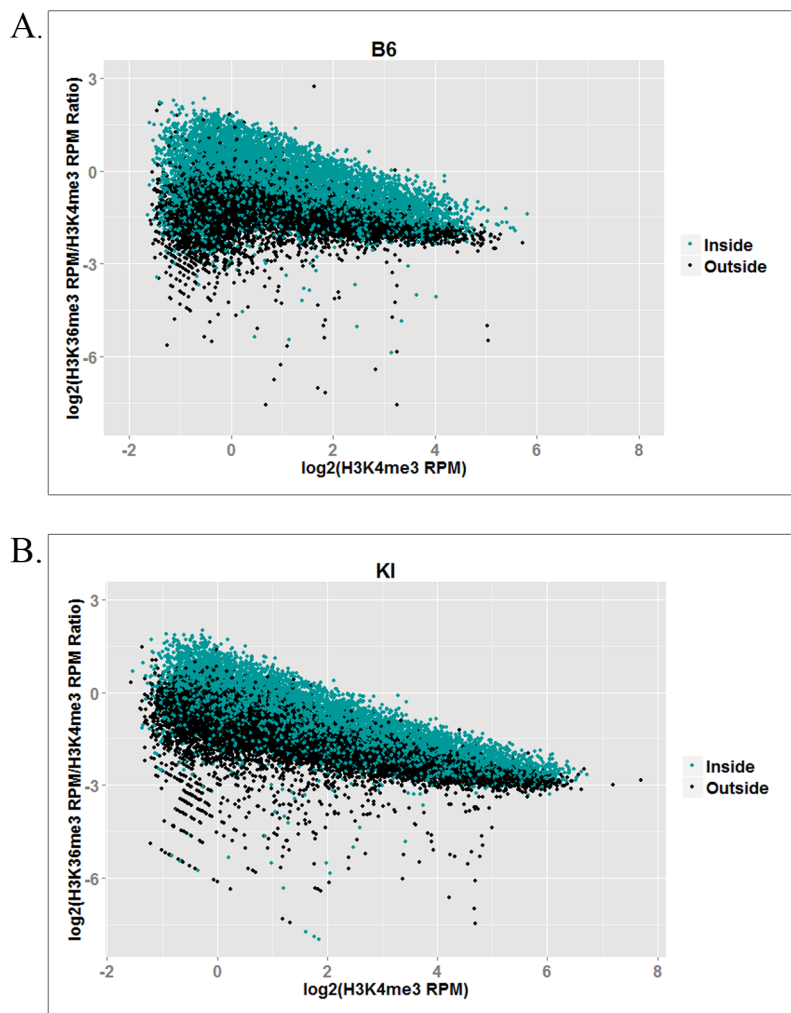 A.
B6
log2(H3K36me3 RPM/H3K4me3 RPM Ratio)
3
0
-3
-6
-2 0 2 4 6 8
log2(H3K4me3 RPM)
Inside
Outside
B.
KI
log2(H3K36me3 RPM/H3K4me3 RPM Ratio)
3
0
-3
-6
-2 0 2 4 6 8
log2(H3K4me3 RPM)
Inside
Outside